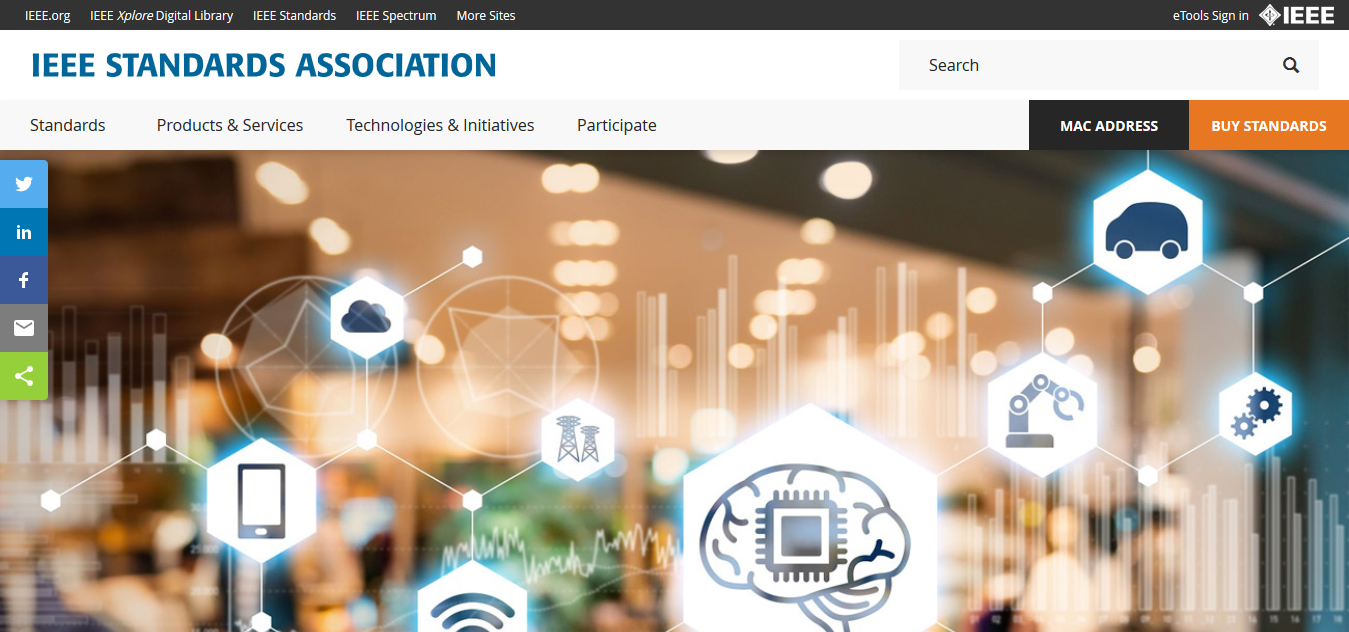 IEEE.org IEEE Xplore Digital Library IEEE Standards IEEE Spectrum More Sites eTools Sign in IEEE
IEEE STANDARDS ASSOCIATION Search
Standards Products & Services Technologies & Initiatives Participate MAC ADDRESS BUY STANDARDS
in
f